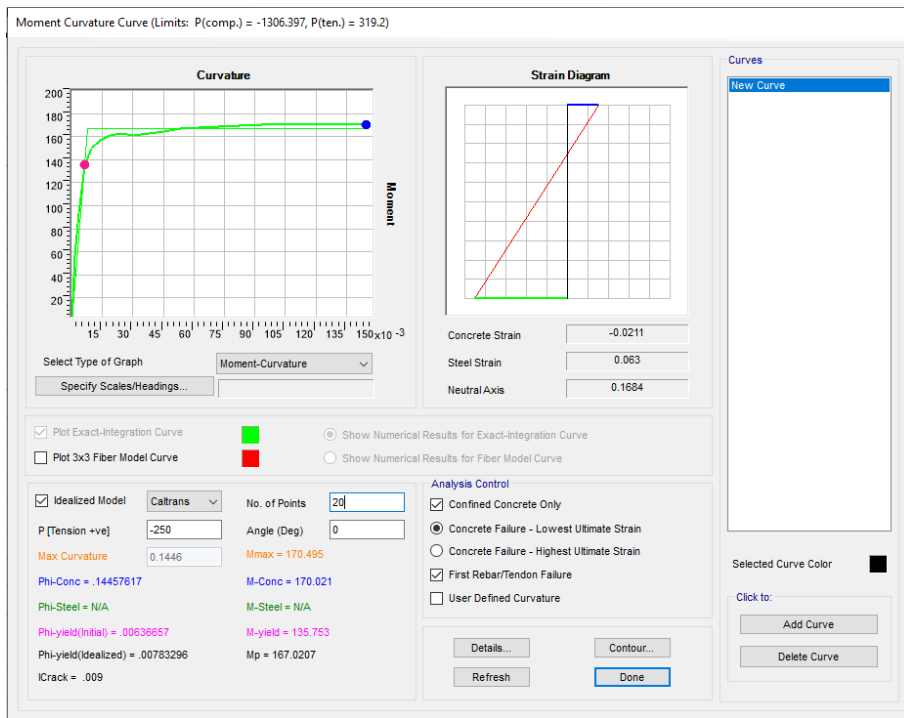 Moment Curvature Curve (Limits: P(comp.) = -1306.397, P(ten.) = 319.2)
Curvature
200
180
160
140
120
100
80
60
40
20
Moment
15 30 45 60 75 90 105 120 135 150 x10 -3
Select Type of Graph Moment-Curvature
Specify Scales/Headings...
Strain Diagram
Concrete Strain -0.0211
Steel Strain 0.063
Neutral Axis 0.1684
Curves
New Curve
Plot Exact-Integration Curve Show Numerical Results for Exact-Integration Curve
Plot 3x3 Fiber Model Curve Show Numerical Results for Fiber Model Curve
Idealized Model Caltrans No. of Points 20
P [Tension +ve] -250 Angle (Deg) 0
Max Curvature 0.1446 Mmax = 170.495
Phi-Conc = .14457617 M-Conc = 170.021
Phi-Steel = N/A M-Steel = N/A
Phi-yield(Initial) = .00636657 M-yield = 135.753
Phi-yield(Idealized) = .00783296 Mp = 167.0207
ICrack = .009
Analysis Control
Confined Concrete Only
Concrete Failure - Lowest Ultimate Strain
Concrete Failure - Highest Ultimate Strain
First Rebar/Tendon Failure
User Defined Curvature
Details... Contour...
Refresh Done
Selected Curve Color
Click to:
Add Curve
Delete Curve